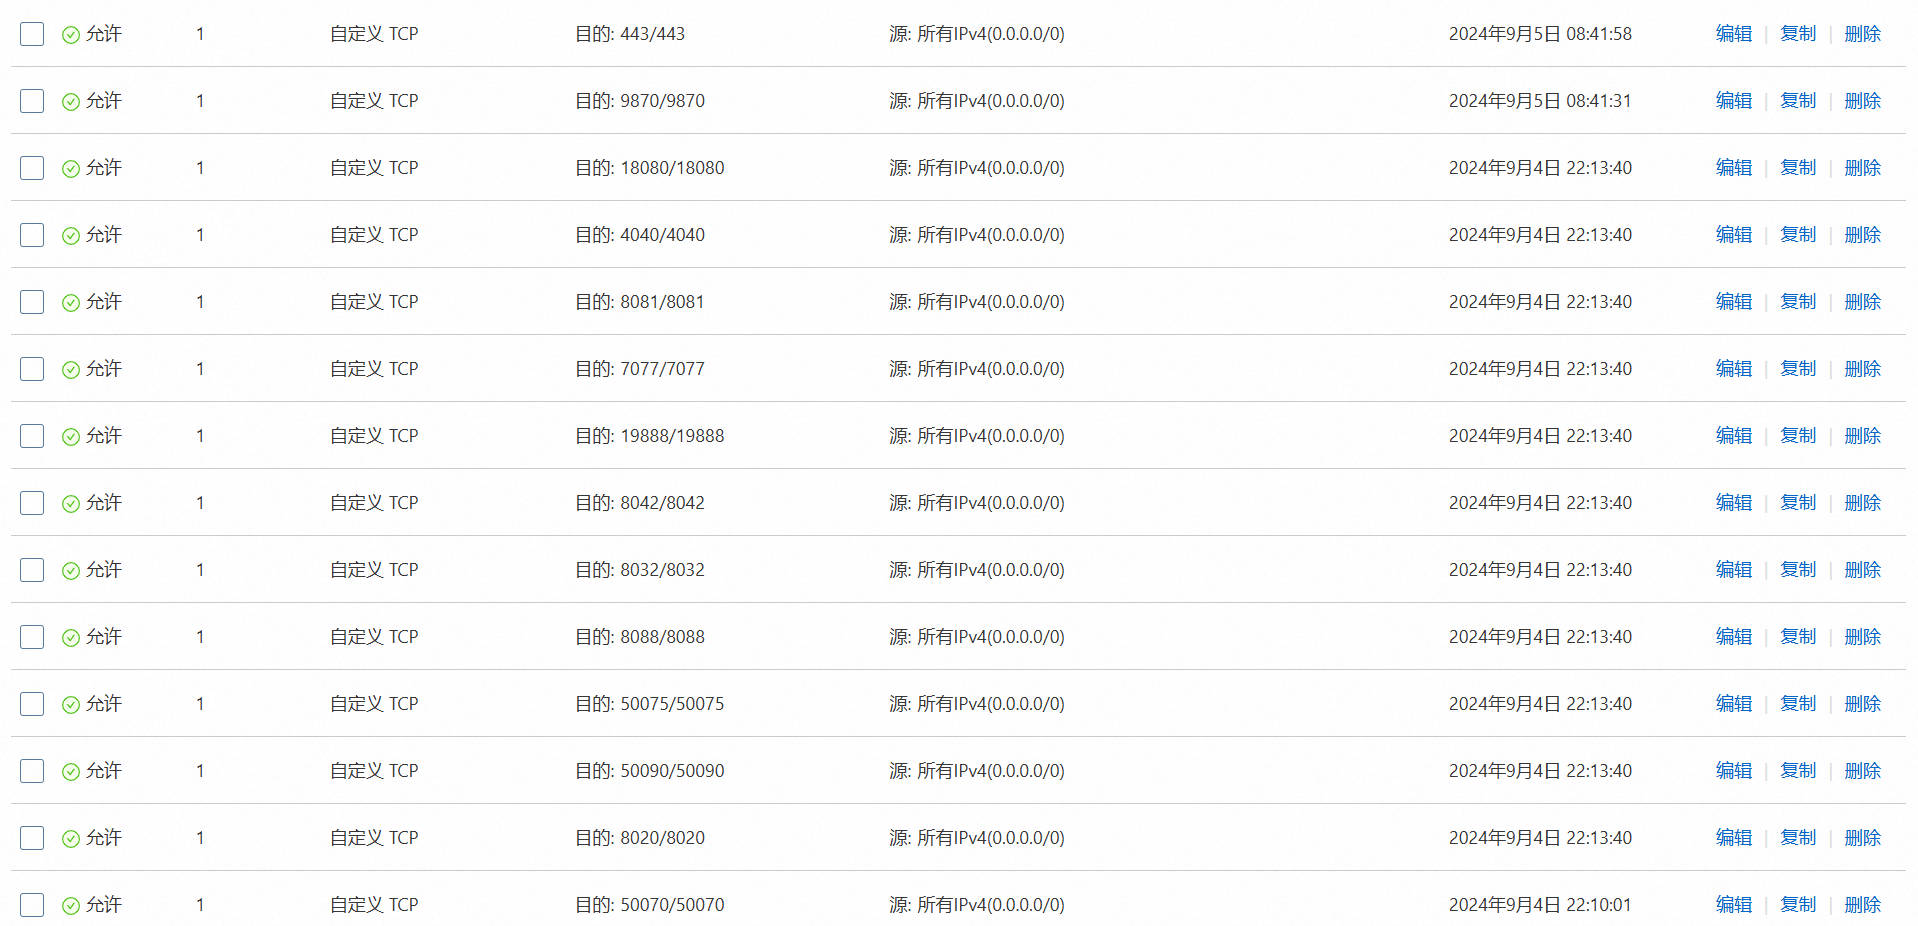 允许 1 自定义 TCP 目的: 443/443 源: 所有IPv4(0.0.0.0/0) 2024年9月5日 08:41:58 编辑 | 复制 | 删除
允许 1 自定义 TCP 目的: 9870/9870 源: 所有IPv4(0.0.0.0/0) 2024年9月5日 08:41:31 编辑 | 复制 | 删除
允许 1 自定义 TCP 目的: 18080/18080 源: 所有IPv4(0.0.0.0/0) 2024年9月4日 22:13:40 编辑 | 复制 | 删除
允许 1 自定义 TCP 目的: 4040/4040 源: 所有IPv4(0.0.0.0/0) 2024年9月4日 22:13:40 编辑 | 复制 | 删除
允许 1 自定义 TCP 目的: 8081/8081 源: 所有IPv4(0.0.0.0/0) 2024年9月4日 22:13:40 编辑 | 复制 | 删除
允许 1 自定义 TCP 目的: 7077/7077 源: 所有IPv4(0.0.0.0/0) 2024年9月4日 22:13:40 编辑 | 复制 | 删除
允许 1 自定义 TCP 目的: 19888/19888 源: 所有IPv4(0.0.0.0/0) 2024年9月4日 22:13:40 编辑 | 复制 | 删除
允许 1 自定义 TCP 目的: 8042/8042 源: 所有IPv4(0.0.0.0/0) 2024年9月4日 22:13:40 编辑 | 复制 | 删除
允许 1 自定义 TCP 目的: 8032/8032 源: 所有IPv4(0.0.0.0/0) 2024年9月4日 22:13:40 编辑 | 复制 | 删除
允许 1 自定义 TCP 目的: 8088/8088 源: 所有IPv4(0.0.0.0/0) 2024年9月4日 22:13:40 编辑 | 复制 | 删除
允许 1 自定义 TCP 目的: 50075/50075 源: 所有IPv4(0.0.0.0/0) 2024年9月4日 22:13:40 编辑 | 复制 | 删除
允许 1 自定义 TCP 目的: 50090/50090 源: 所有IPv4(0.0.0.0/0) 2024年9月4日 22:13:40 编辑 | 复制 | 删除
允许 1 自定义 TCP 目的: 8020/8020 源: 所有IPv4(0.0.0.0/0) 2024年9月4日 22:13:40 编辑 | 复制 | 删除
允许 1 自定义 TCP 目的: 50070/50070 源: 所有IPv4(0.0.0.0/0) 2024年9月4日 22:10:01 编辑 | 复制 | 删除